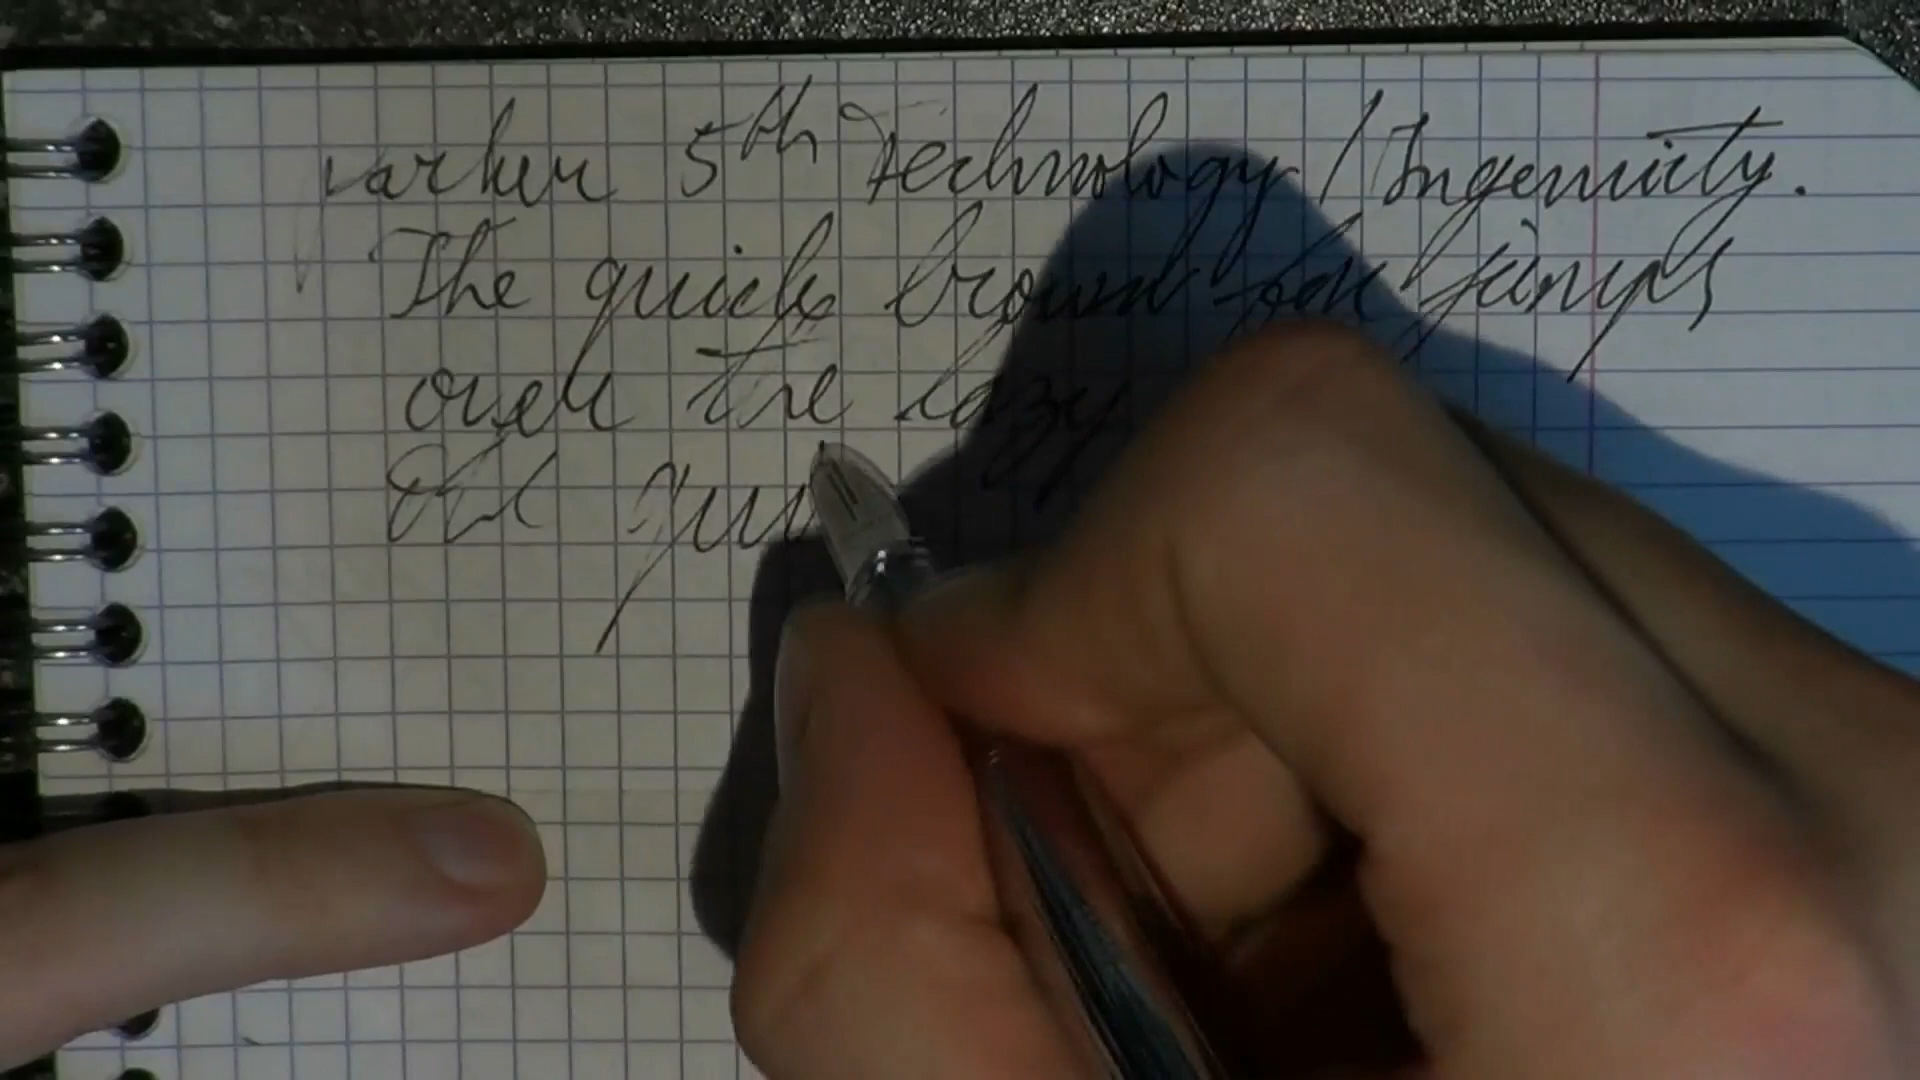 Parker 5th Technology / Ingenuity.
The quick brown fox jumps
over the lazy